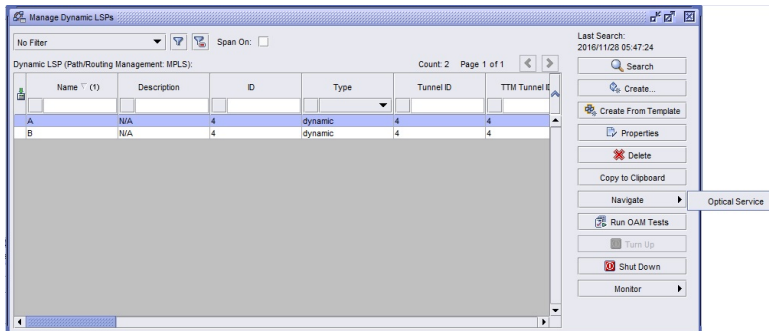 Manage Dynamic LSPs
No Filter
Span On:
Last Search:
2016/11/28 05:47:24
Dynamic LSP (Path/Routing Management: MPLS):
Count: 2 Page 1 of 1
Search
Name (1) Description ID Type Tunnel ID TTM Tunnel ID
Create...
Create From Template
A N/A 4 dynamic 4 4
B N/A 4 dynamic 4 4
Properties
Delete
Copy to Clipboard
Navigate
Optical Service
Run OAM Tests
Turn Up
Shut Down
Monitor